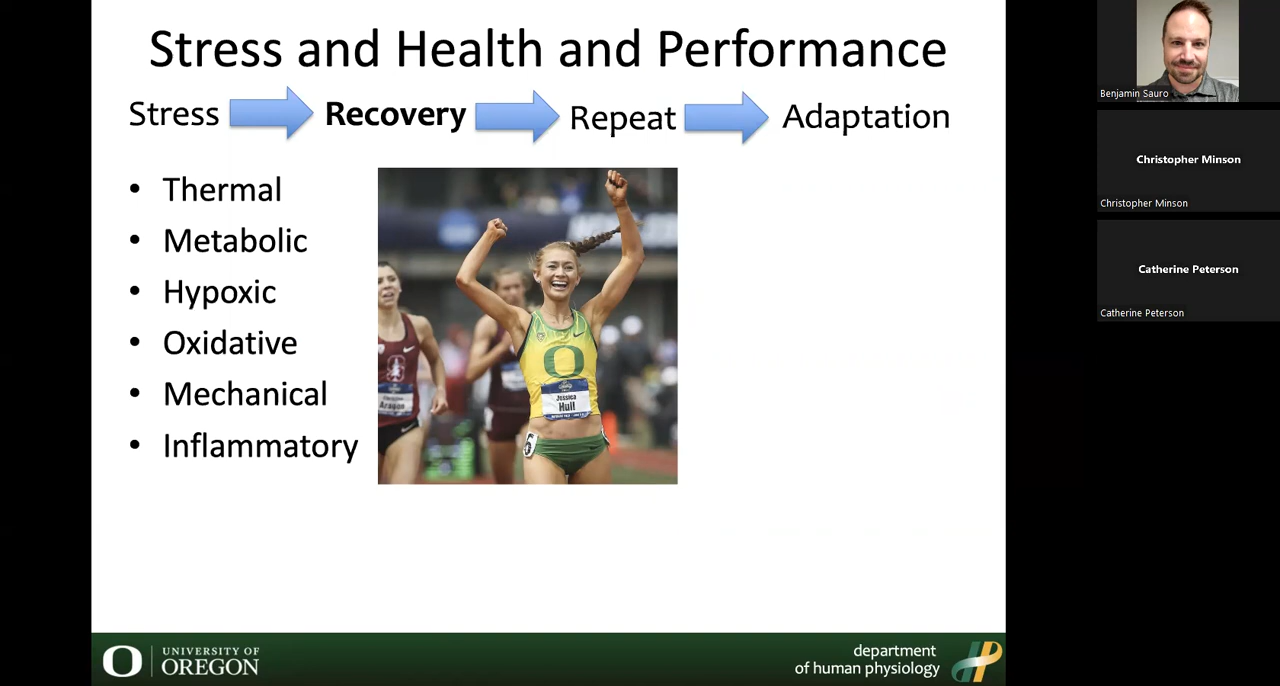 Stress and Health and Performance
Stress Recovery Repeat Adaptation
• Thermal
• Metabolic
• Hypoxic
• Oxidative
• Mechanical
• Inflammatory
O
Jessica
Hull
6
O UNIVERSITY OF
OREGON
department
of human physiology
Benjamin Sauro
Christopher Minson
Christopher Minson
Catherine Peterson
Catherine Peterson